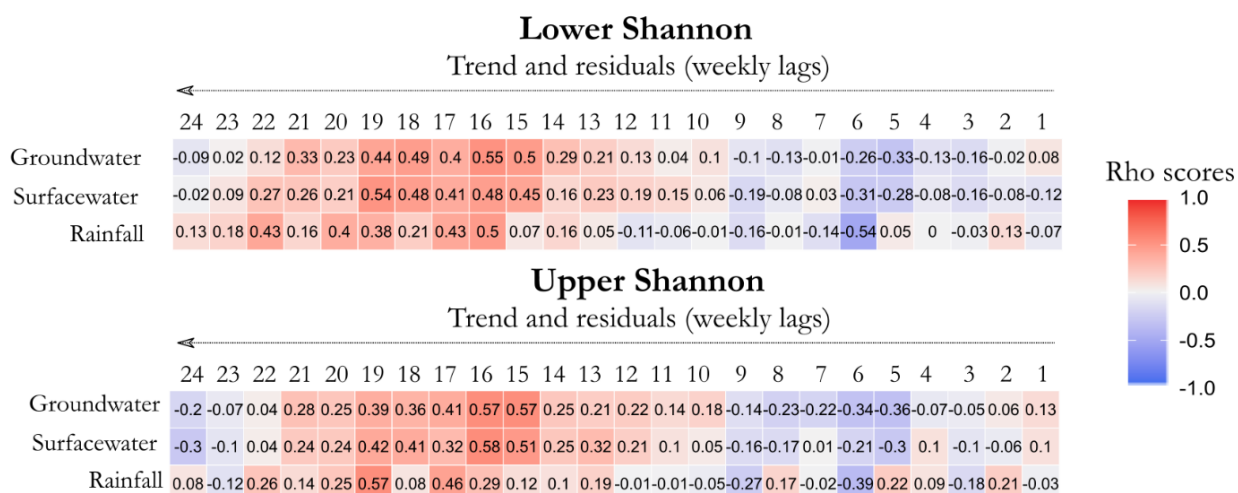 Lower Shannon
Trend and residuals (weekly lags)
24 23 22 21 20 19 18 17 16 15 14 13 12 11 10 9 8 7 6 5 4 3 2 1
Groundwater -0.09 0.02 0.12 0.33 0.23 0.44 0.49 0.4 0.55 0.5 0.29 0.21 0.13 0.04 0.1 -0.1 -0.13 -0.01 -0.26 -0.33 -0.13 -0.16 -0.02 0.08
Surfacewater -0.02 0.09 0.27 0.26 0.21 0.54 0.48 0.41 0.48 0.45 0.16 0.23 0.19 0.15 0.06 -0.19 -0.08 0.03 -0.31 -0.28 -0.08 -0.16 -0.08 -0.12
Rainfall 0.13 0.18 0.43 0.16 0.4 0.38 0.21 0.43 0.5 0.07 0.16 0.05 -0.11 -0.06 -0.01 -0.16 -0.01 -0.14 -0.54 0.05 0 -0.03 0.13 -0.07
Upper Shannon
Trend and residuals (weekly lags)
24 23 22 21 20 19 18 17 16 15 14 13 12 11 10 9 8 7 6 5 4 3 2 1
Groundwater -0.2 -0.07 0.04 0.28 0.25 0.39 0.36 0.41 0.57 0.57 0.25 0.21 0.22 0.14 0.18 -0.14 -0.23 -0.22 -0.34 -0.36 -0.07 -0.05 0.06 0.13
Surfacewater -0.3 -0.1 0.04 0.24 0.24 0.42 0.41 0.32 0.58 0.51 0.25 0.32 0.21 0.1 0.05 -0.16 -0.17 0.01 -0.21 -0.3 0.1 -0.1 -0.06 0.1
Rainfall 0.08 -0.12 0.26 0.14 0.25 0.57 0.08 0.46 0.29 0.12 0.1 0.19 -0.01 -0.01 -0.05 -0.27 0.17 -0.02 -0.39 0.22 0.09 -0.18 0.21 -0.03
Rho scores
1.0
0.5
0.0
-0.5
-1.0